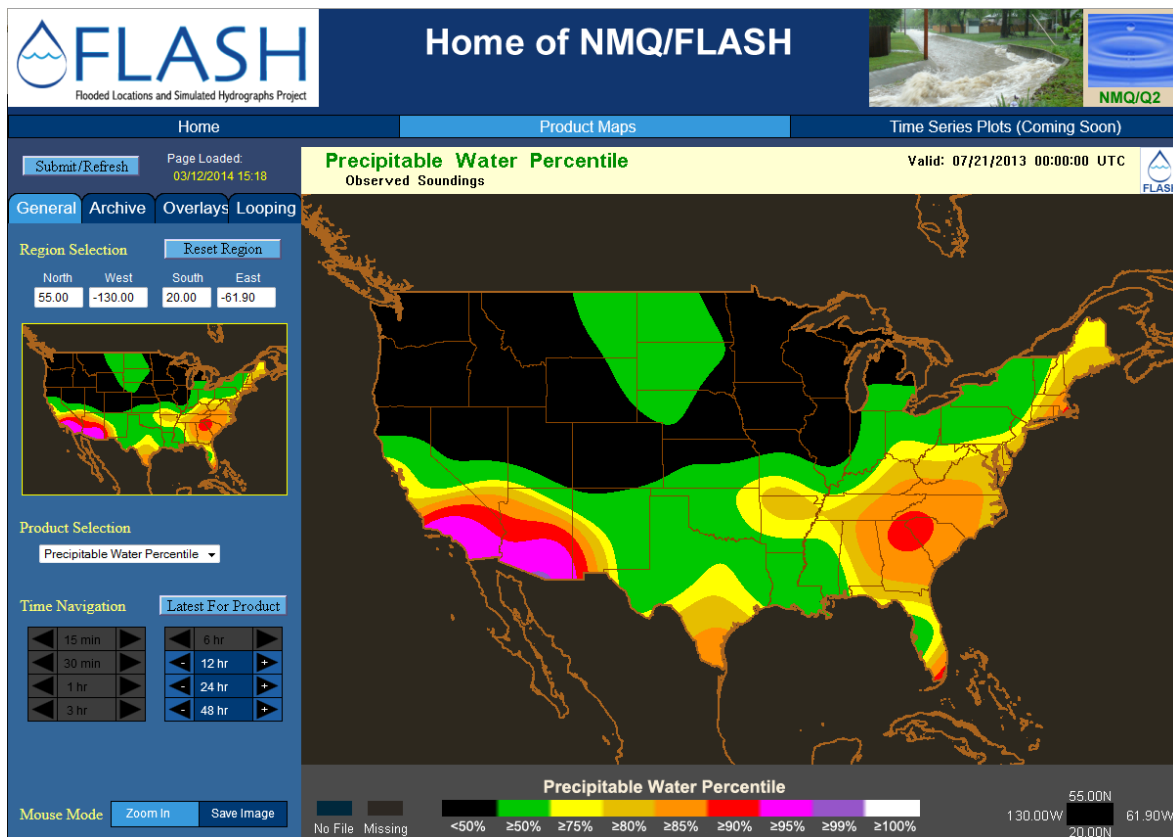 FLASH
Flooded Locations and Simulated Hydrographs Project
Home of NMQ/FLASH
NMQ/Q2
Home
Product Maps
Time Series Plots (Coming Soon)
Submit/Refresh
Page Loaded:
03/12/2014 15:18
General
Archive
Overlays
Looping
Region Selection
Reset Region
North
West
South
East
55.00
-130.00
20.00
-61.90
Product Selection
Precipitable Water Percentile
Time Navigation
Latest For Product
15 min
6 hr
30 min
- 12 hr +
1 hr
- 24 hr +
3 hr
- 48 hr +
Mouse Mode
Zoom In
Save Image
Precipitable Water Percentile
Observed Soundings
Valid: 07/21/2013 00:00:00 UTC
FLASH
Precipitable Water Percentile
No File
Missing
<50% ≥50% ≥75% ≥80% ≥85% ≥90% ≥95% ≥99% ≥100%
55.00N
130.00W
61.90W
20.00N